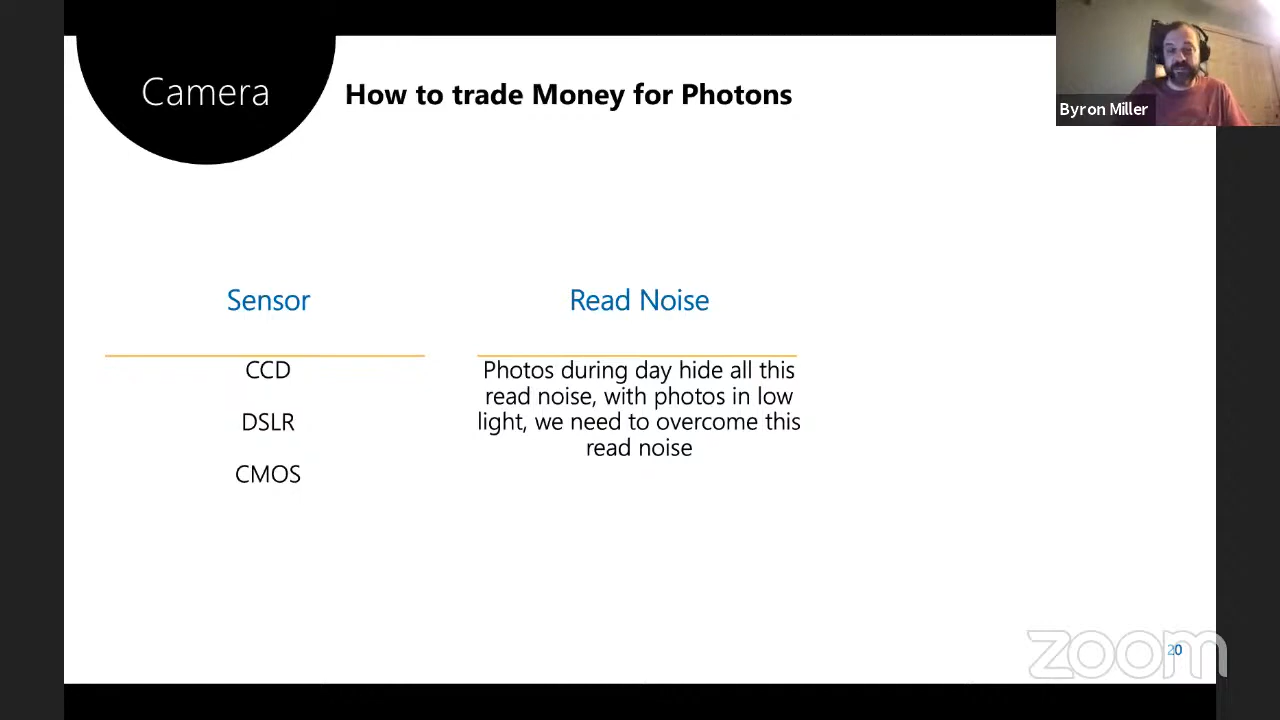 Camera
How to trade Money for Photons
Byron Miller
Sensor
CCD
DSLR
CMOS
Read Noise
Photos during day hide all this
read noise, with photos in low
light, we need to overcome this
read noise
zoom
20